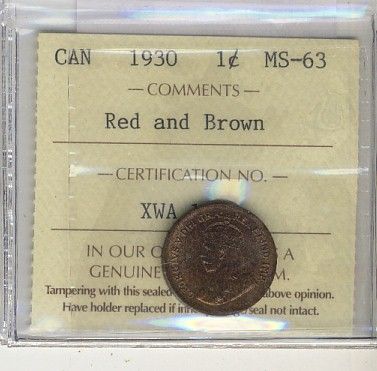 CAN 1930 1¢ MS-63
— COMMENTS —
Red and Brown
— CERTIFICATION NO. —
XWA
IN OUR A
GENUINE M.
Tampering with this sealed above opinion.
Have holder replaced if seal not intact.